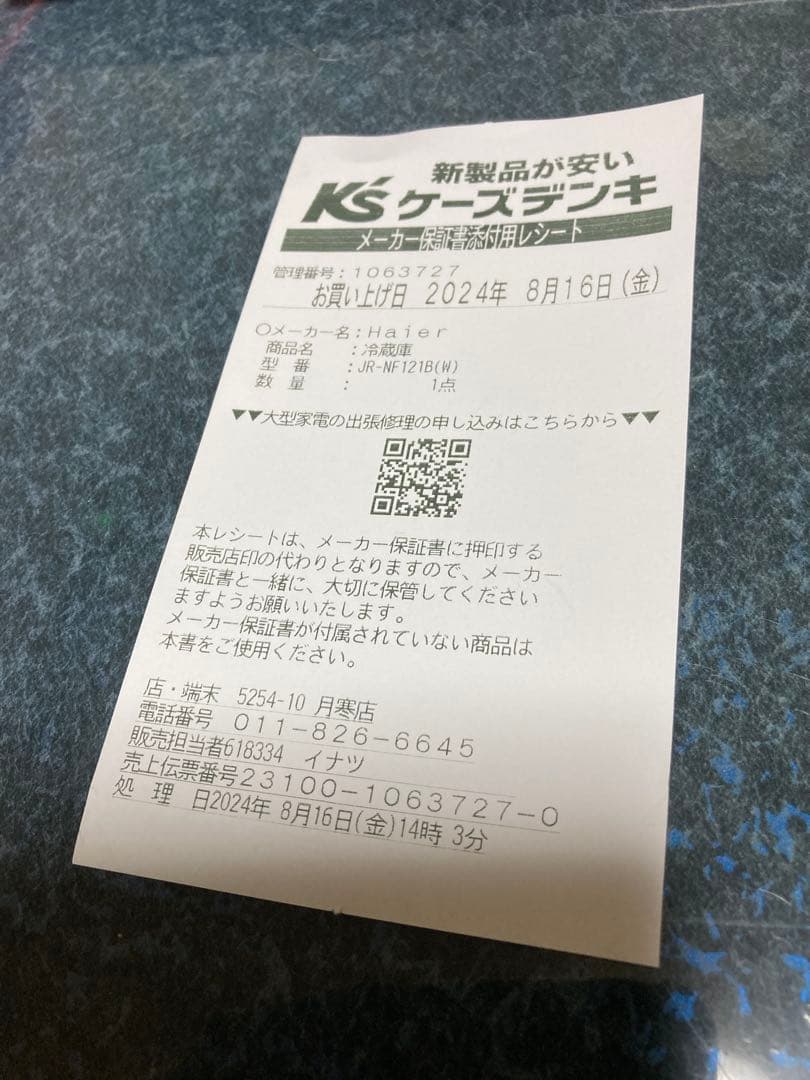 新製品が安い
K's ケーズデンキ
メーカー保証書添付用レシート
管理番号：1063727
お買い上げ日 2024年 8月16日(金)
○メーカー名：Haier
商品名 ：冷蔵庫
型 番 ：JR-NF121B(W)
数 量 ： 1点
▼▼大型家電の出張修理の申し込みはこちらから▼▼
本レシートは、メーカー保証書に押印する
販売店印の代わりとなりますので、メーカー
保証書と一緒に、大切に保管してください
ますようお願いいたします。
メーカー保証書が付属されていない商品は
本書をご使用ください。
店・端末 5254-10 月寒店
電話番号 011-826-6645
販売担当者618334 イナツ
売上伝票番号23100-1063727-0
処 理 日2024年 8月16日(金)14時 3分